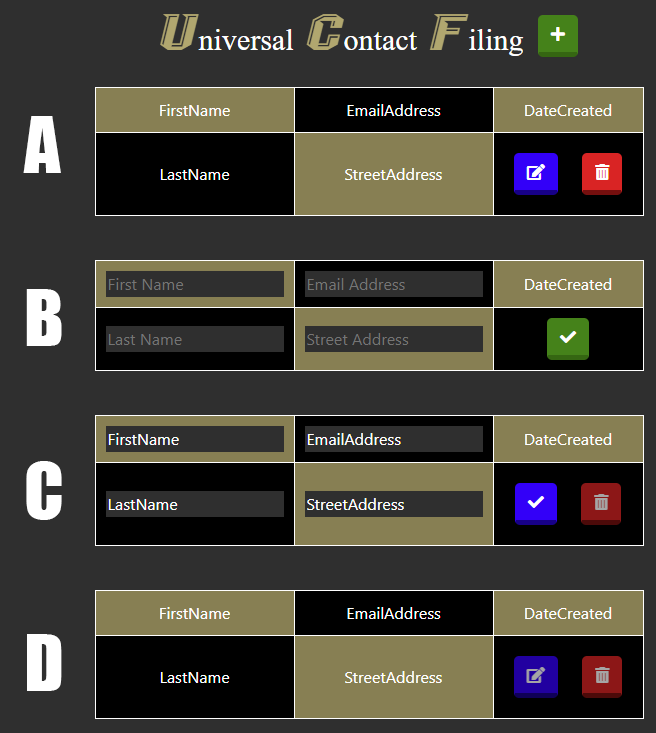 Universal Contact Filing
A
FirstName EmailAddress DateCreated
LastName StreetAddress
B
First Name Email Address DateCreated
Last Name Street Address
C
FirstName EmailAddress DateCreated
LastName StreetAddress
D
FirstName EmailAddress DateCreated
LastName StreetAddress